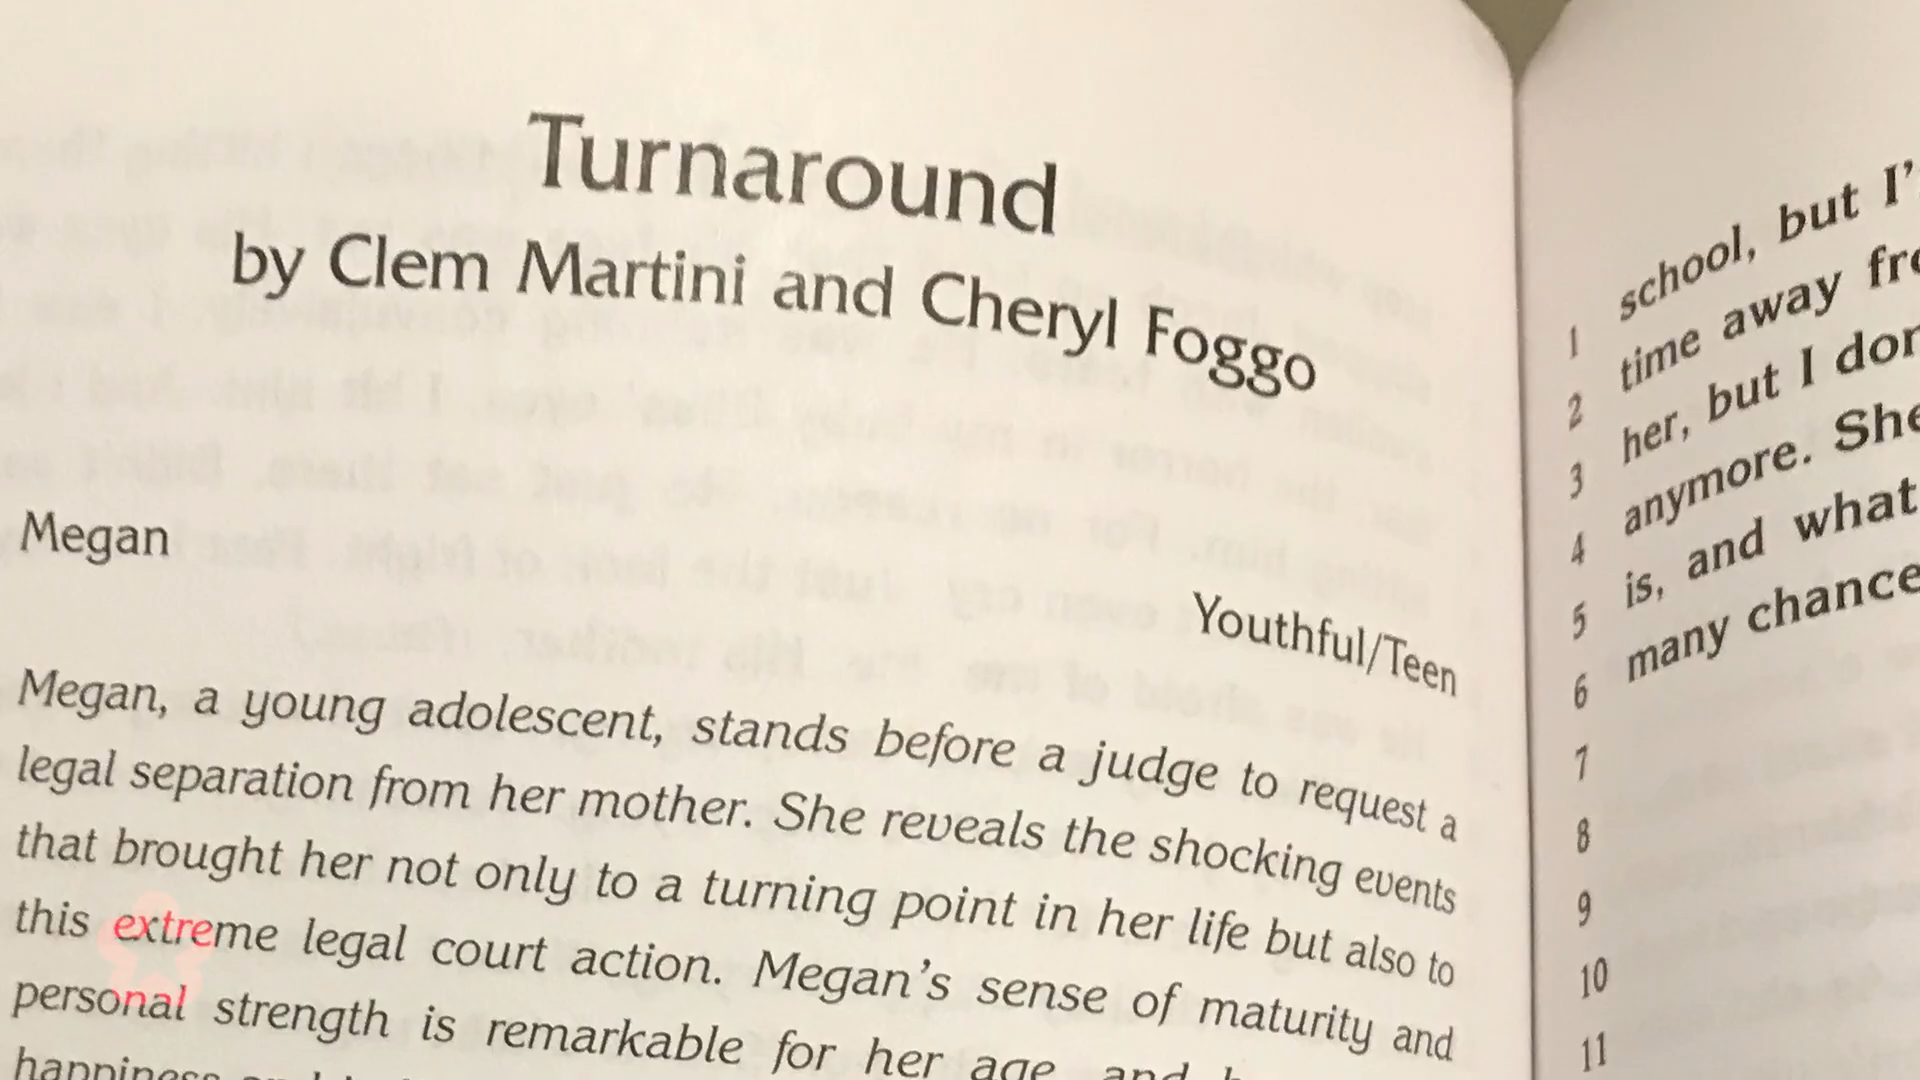 Turnaround
by Clem Martini and Cheryl Foggo
Megan
Youthful/Teen
Megan, a young adolescent, stands before a judge to request a
legal separation from her mother. She reveals the shocking events
that brought her not only to a turning point in her life but also to
this extreme legal court action. Megan's sense of maturity and
personal strength is remarkable for her age, and
happiness and
1 school, but I'
2 time away
3 her, but I
4 anymore. She
5 is, and what
6 many
7
8
9
10
11